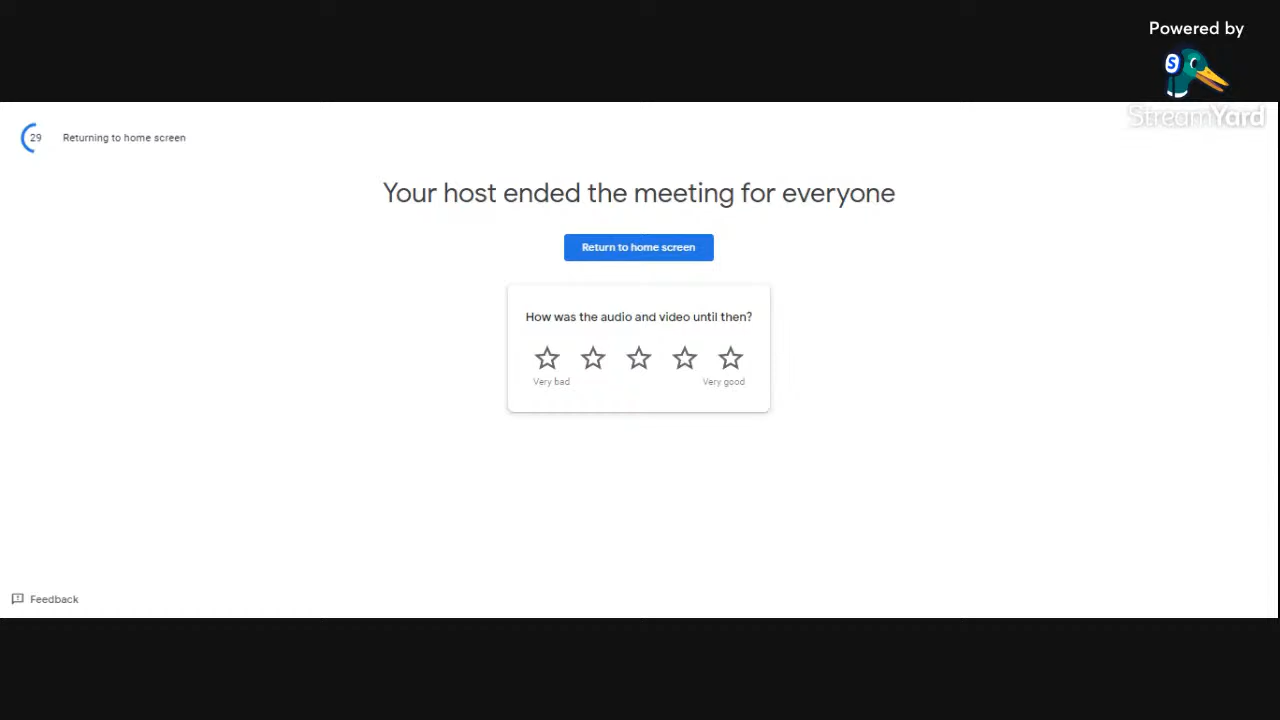 Powered by
S
StreamYard
29 Returning to home screen
Your host ended the meeting for everyone
Return to home screen
How was the audio and video until then?
Very bad Very good
Feedback